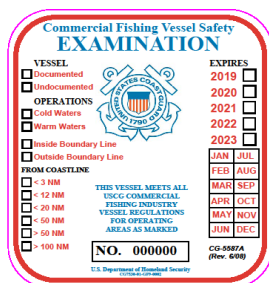 Commercial Fishing Vessel Safety
EXAMINATION
VESSEL
Documented
Undocumented
OPERATIONS
Cold Waters
Warm Waters
Inside Boundary Line
Outside Boundary Line
FROM COASTLINE
< 3 NM
< 12 NM
< 20 NM
< 50 NM
> 50 NM
> 100 NM
UNITED STATES COAST GUARD
1790
THIS VESSEL MEETS ALL
USCG COMMERCIAL
FISHING INDUSTRY
VESSEL REGULATIONS
FOR OPERATING
AREAS AS MARKED
NO. 000000
EXPIRES
2019
2020
2021
2022
2023
JAN JUL
FEB AUG
MAR SEP
APR OCT
MAY NOV
JUN DEC
CG-5587A
(Rev. 6/08)
U.S. Department of Homeland Security